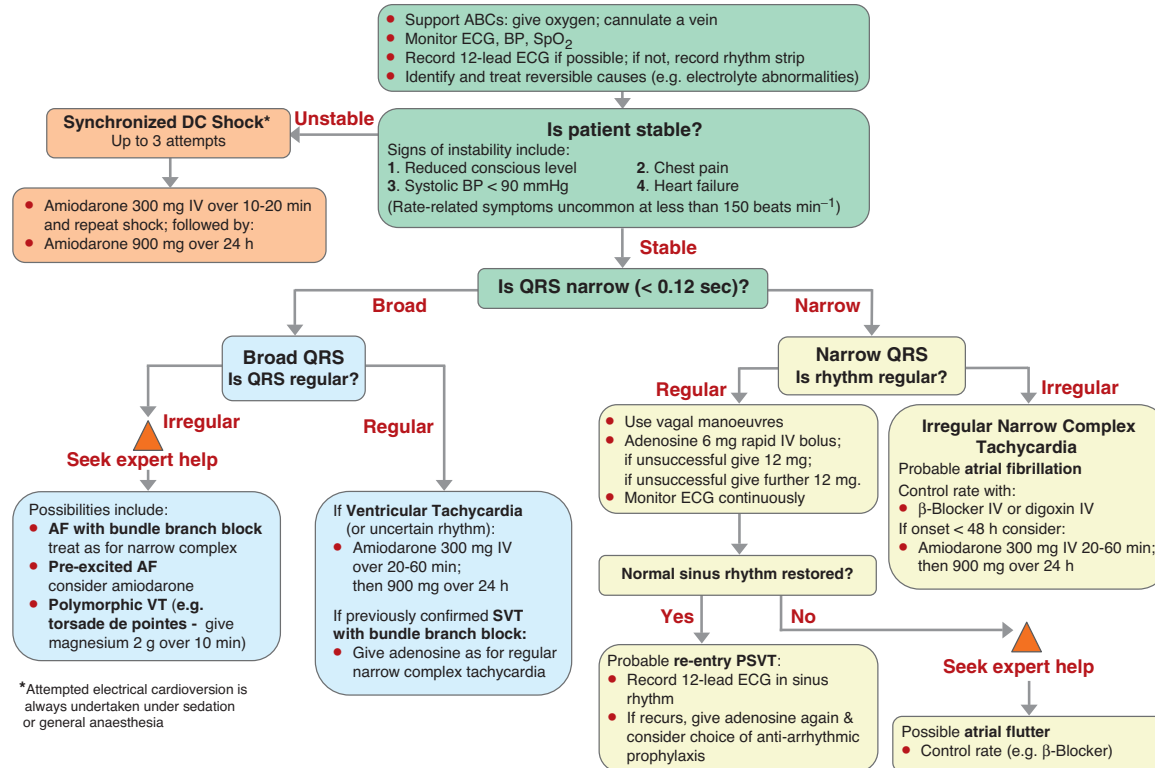 • Support ABCs: give oxygen; cannulate a vein
• Monitor ECG, BP, SpO₂
• Record 12-lead ECG if possible; if not, record rhythm strip
• Identify and treat reversible causes (e.g. electrolyte abnormalities)
Synchronized DC Shock*
Up to 3 attempts
Unstable
Is patient stable?
Signs of instability include:
1. Reduced conscious level 2. Chest pain
3. Systolic BP < 90 mmHg 4. Heart failure
(Rate-related symptoms uncommon at less than 150 beats min⁻¹)
• Amiodarone 300 mg IV over 10-20 min
and repeat shock; followed by:
• Amiodarone 900 mg over 24 h
Stable
Is QRS narrow (< 0.12 sec)?
Broad
Narrow
Broad QRS
Is QRS regular?
Narrow QRS
Is rhythm regular?
Irregular
Regular
Regular
Irregular
Seek expert help
Possibilities include:
• AF with bundle branch block
treat as for narrow complex
• Pre-excited AF
consider amiodarone
• Polymorphic VT (e.g.
torsade de pointes - give
magnesium 2 g over 10 min)
If Ventricular Tachycardia
(or uncertain rhythm):
• Amiodarone 300 mg IV
over 20-60 min;
then 900 mg over 24 h
If previously confirmed SVT
with bundle branch block:
• Give adenosine as for regular
narrow complex tachycardia
• Use vagal manoeuvres
• Adenosine 6 mg rapid IV bolus;
if unsuccessful give 12 mg;
if unsuccessful give further 12 mg.
• Monitor ECG continuously
Irregular Narrow Complex
Tachycardia
Probable atrial fibrillation
Control rate with:
• β-Blocker IV or digoxin IV
If onset < 48 h consider:
• Amiodarone 300 mg IV 20-60 min;
then 900 mg over 24 h
Normal sinus rhythm restored?
Yes
No
Seek expert help
Probable re-entry PSVT:
• Record 12-lead ECG in sinus
rhythm
• If recurs, give adenosine again &
consider choice of anti-arrhythmic
prophylaxis
Possible atrial flutter
• Control rate (e.g. β-Blocker)
*Attempted electrical cardioversion is
always undertaken under sedation
or general anaesthesia